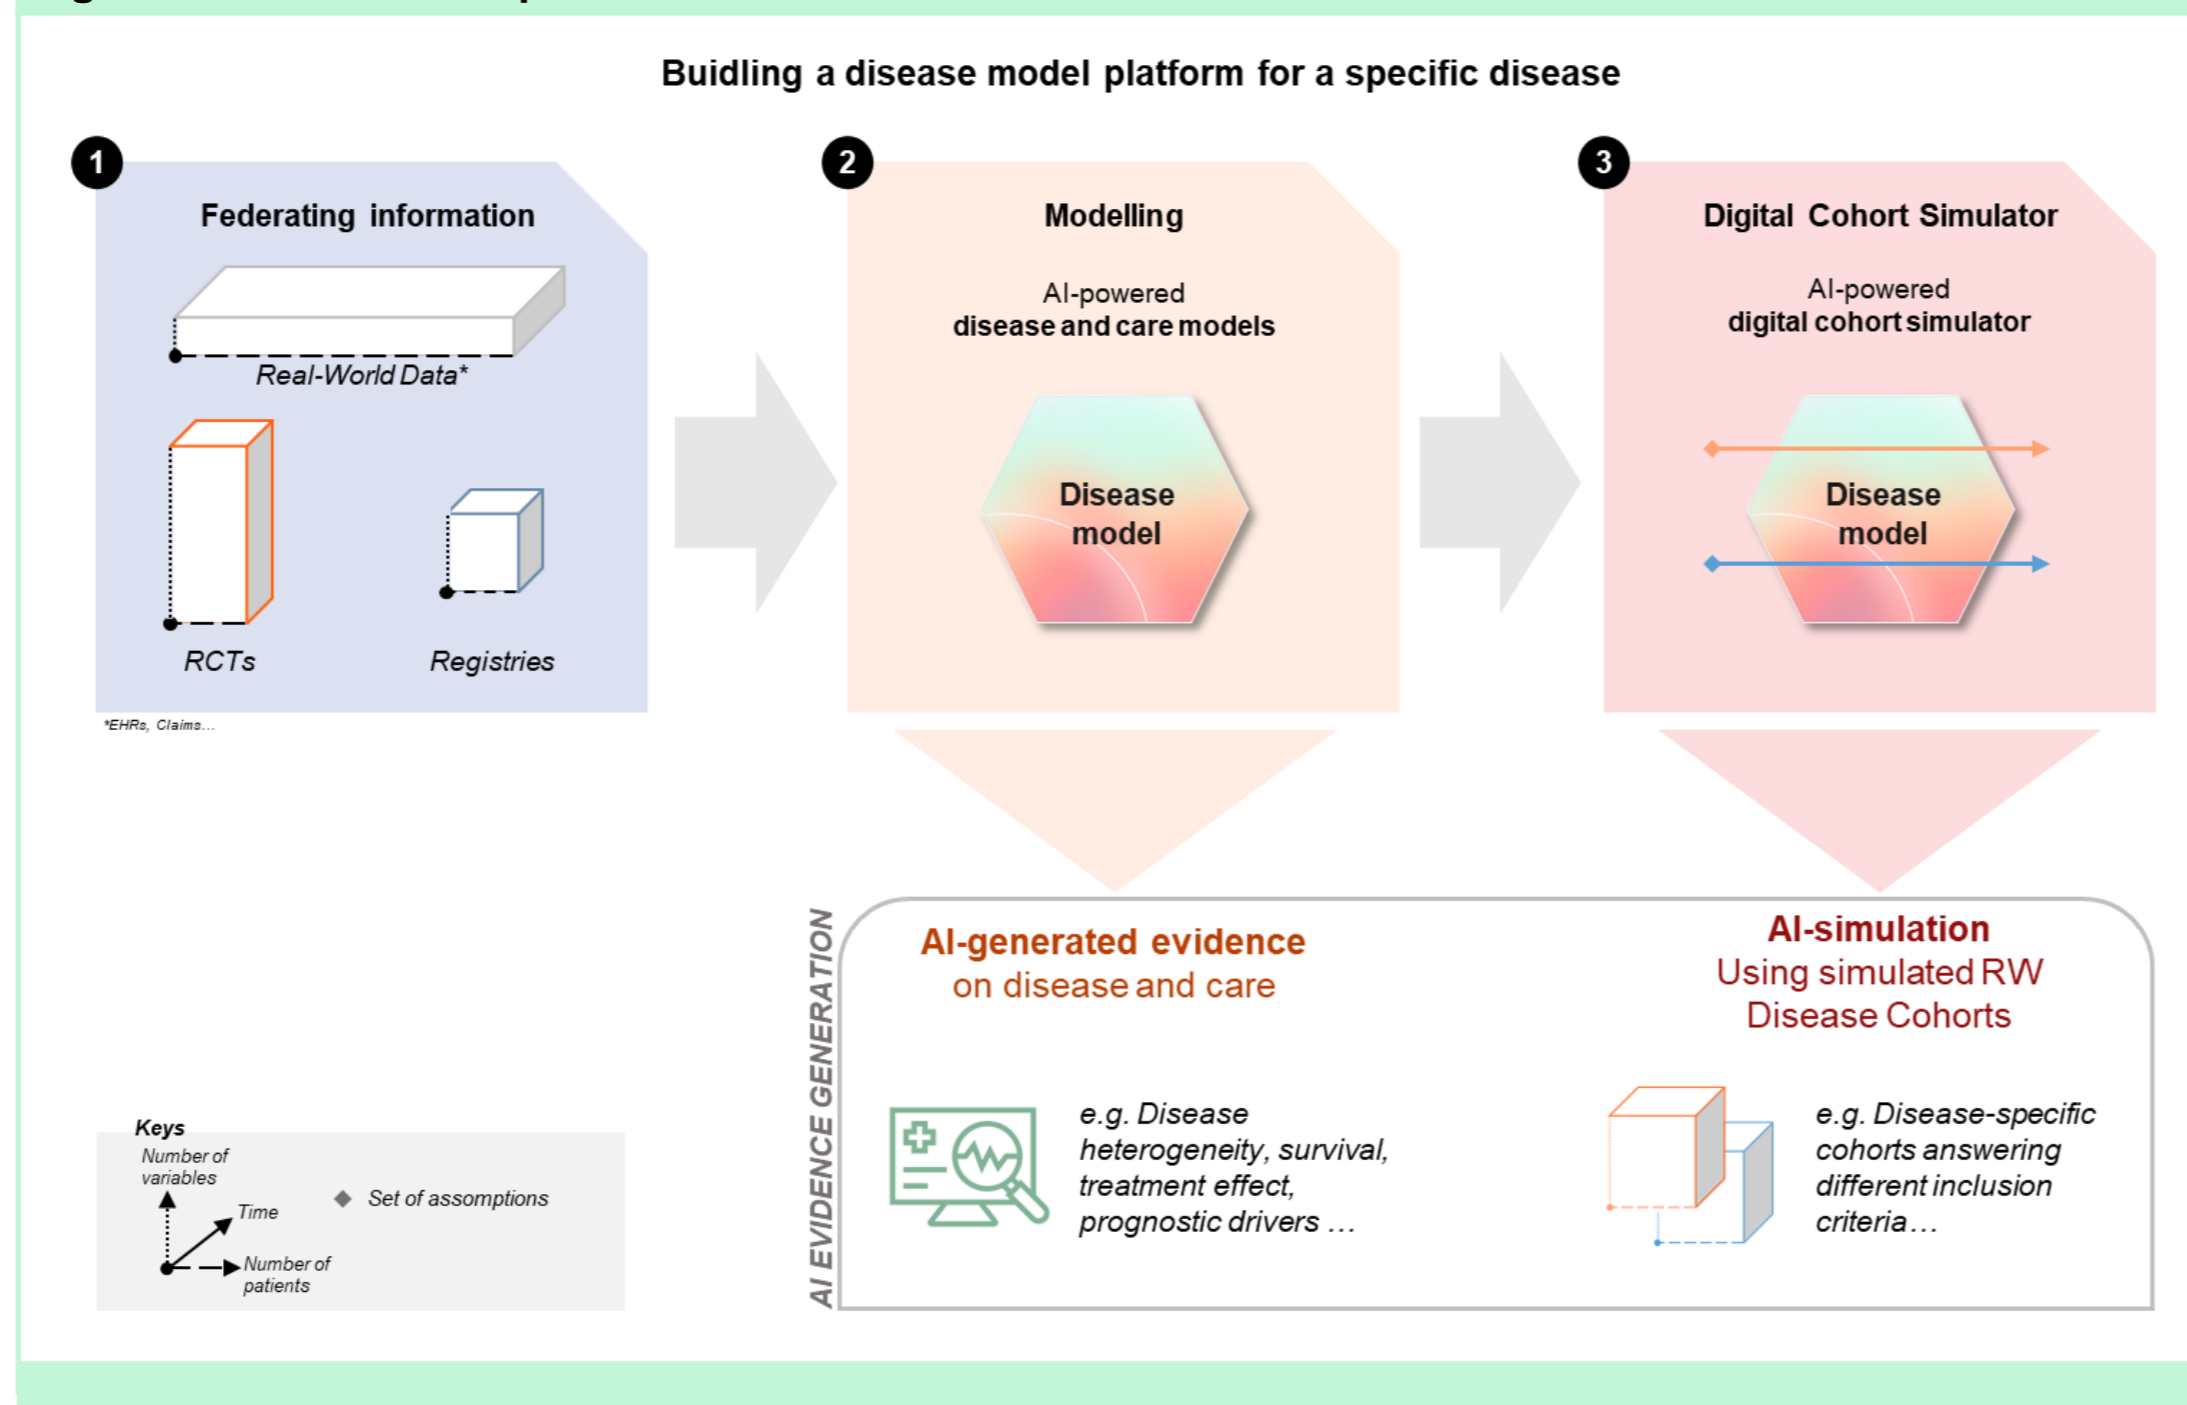 Buidling a disease model platform for a specific disease
1
Federating information
Real-World Data*
RCTs
Registries
*EHRs, Claims...
2
Modelling
AI-powered
disease and care models
Disease
model
3
Digital Cohort Simulator
AI-powered
digital cohort simulator
Disease
model
AI EVIDENCE GENERATION
AI-generated evidence
on disease and care
e.g. Disease
heterogeneity, survival,
treatment effect,
prognostic drivers ...
AI-simulation
Using simulated RW
Disease Cohorts
e.g. Disease-specific
cohorts answering
different inclusion
criteria...
Keys
Number of
variables
Time
Number of
patients
Set of assomptions